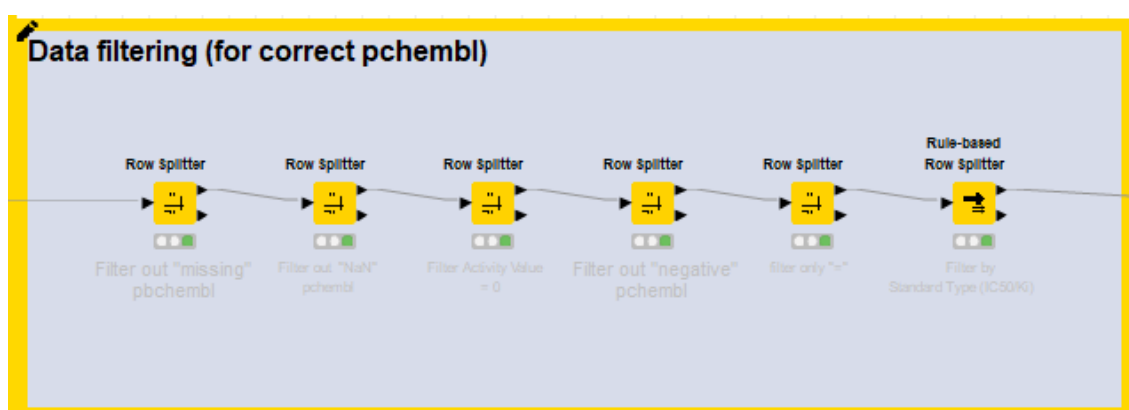 Data filtering (for correct pchembl)
Rule-based
Row Splitter Row Splitter Row Splitter Row Splitter Row Splitter Row Splitter
Filter out "missing"
pbchembl
Filter out "NaN"
pchembl
Filter Activity Value
= 0
Filter out "negative"
pchembl
filter only "="
Filter by
Standard Type (IC50/Ki)